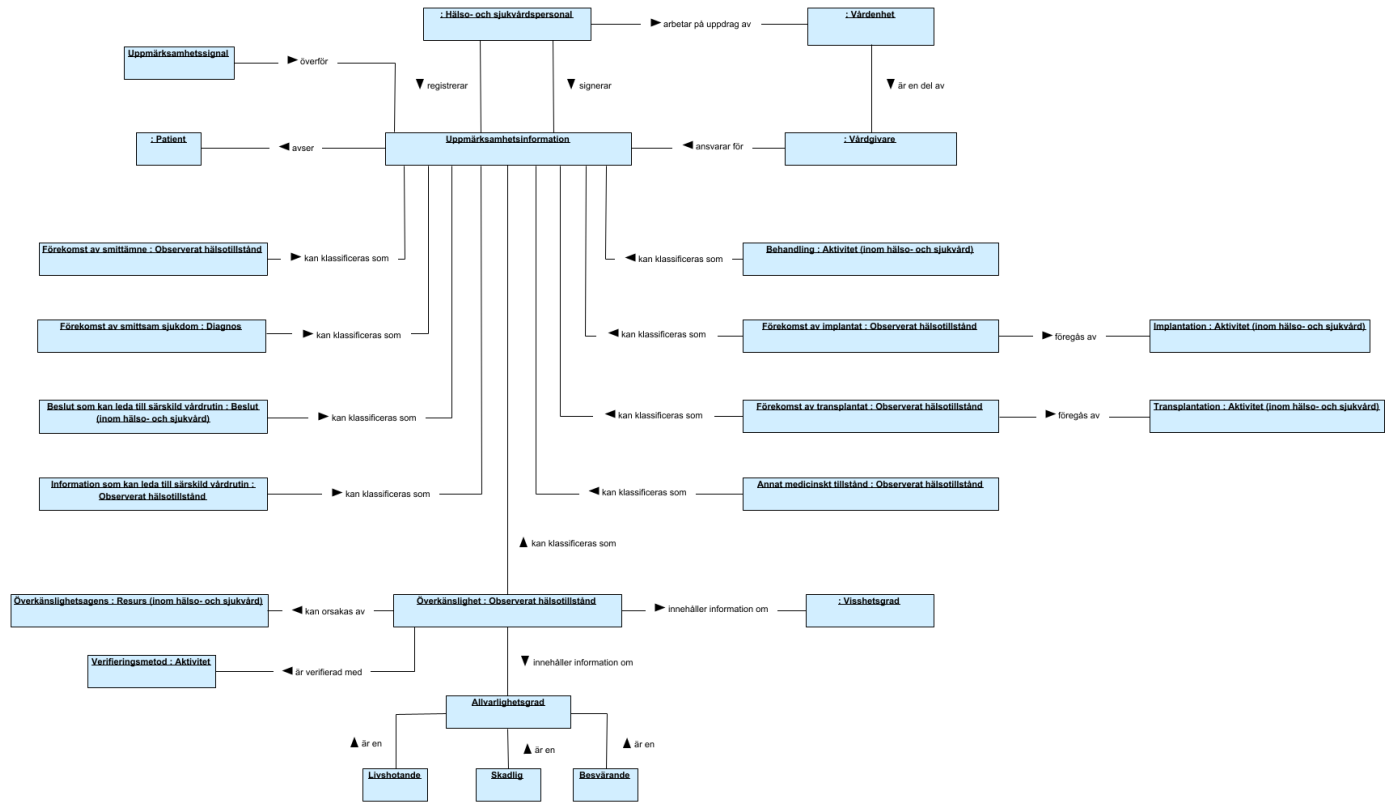 : Hälso- och sjukvårdspersonal
► arbetar på uppdrag av
: Vårdenhet
Uppmärksamhetssignal
► överför
▼ registrerar
▼ signerar
▼ är en del av
: Patient
◄ avser
Uppmärksamhetsinformation
◄ ansvarar för
: Vårdgivare
Förekomst av smittämne : Observerat hälsotillstånd
► kan klassificeras som
◄ kan klassificeras som
Behandling : Aktivitet (inom hälso- och sjukvård)
Förekomst av smittsam sjukdom : Diagnos
► kan klassificeras som
◄ kan klassificeras som
Förekomst av implantat : Observerat hälsotillstånd
► föregås av
Implantation : Aktivitet (inom hälso- och sjukvård)
Beslut som kan leda till särskild vårdrutin : Beslut
(inom hälso- och sjukvård)
► kan klassificeras som
◄ kan klassificeras som
Förekomst av transplantat : Observerat hälsotillstånd
► föregås av
Transplantation : Aktivitet (inom hälso- och sjukvård)
Information som kan leda till särskild vårdrutin :
Observerat hälsotillstånd
► kan klassificeras som
◄ kan klassificeras som
Annat medicinskt tillstånd : Observerat hälsotillstånd
▲ kan klassificeras som
Överkänslighetsagens : Resurs (inom hälso- och sjukvård)
◄ kan orsakas av
Överkänslighet : Observerat hälsotillstånd
► innehåller information om
: Visshetsgrad
Verifieringsmetod : Aktivitet
◄ är verifierad med
▼ innehåller information om
Allvarlighetsgrad
▲ är en
▲ är en
▲ är en
Livshotande
Skadlig
Besvärande